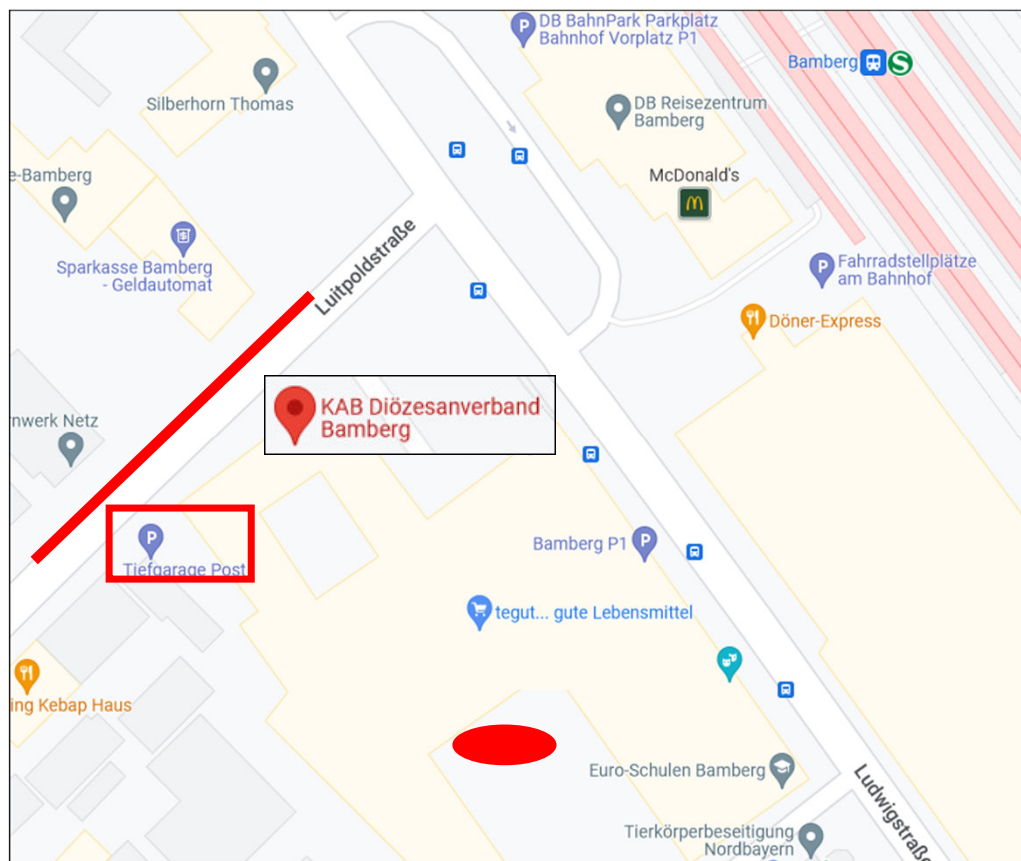 DB BahnPark Parkplatz
Bahnhof Vorplatz P1
Bamberg
S
Silberhorn Thomas
DB Reisezentrum
Bamberg
e-Bamberg
McDonald's
Luitpoldstraße
Sparkasse Bamberg
- Geldautomat
Fahrradstellplätze
am Bahnhof
Döner-Express
KAB Diözesanverband
Bamberg
rnwerk Netz
P
Tiefgarage Post
Bamberg P1
tegut... gute Lebensmittel
ing Kebap Haus
Euro-Schulen Bamberg
Ludwigstraße
Tierkörperbeseitigung
Nordbayern